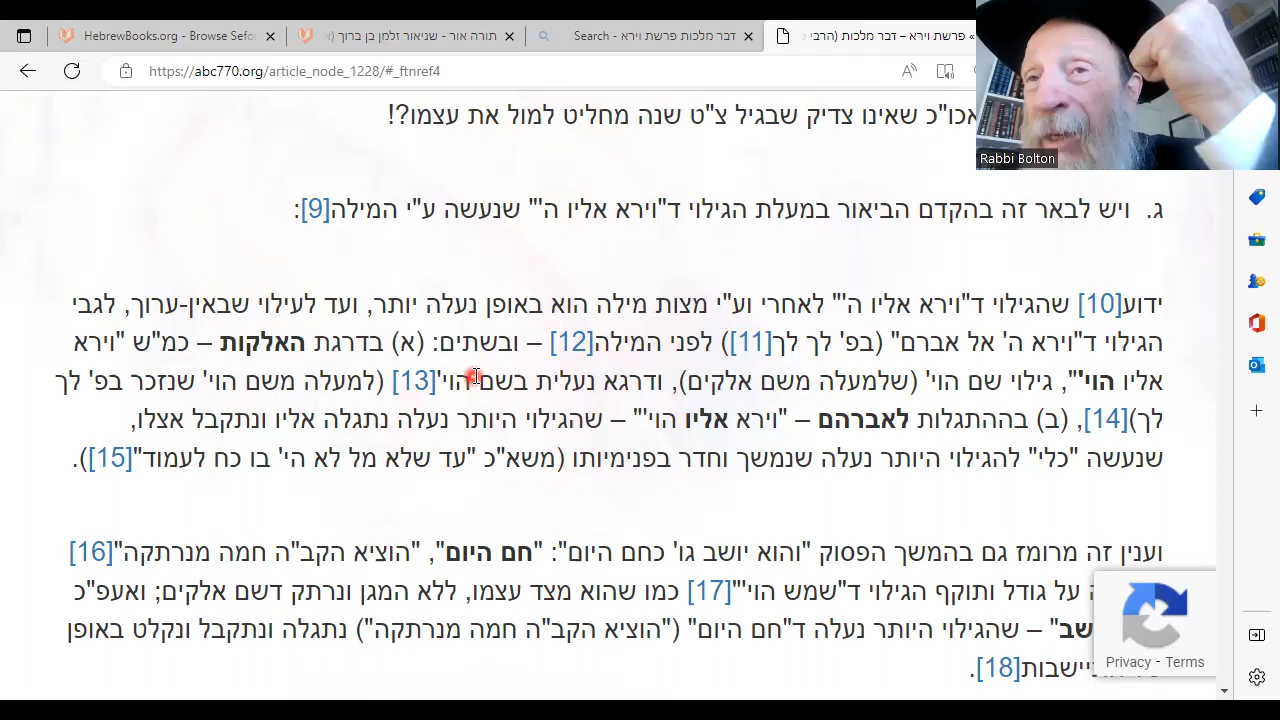 HebrewBooks.org - Browse Sefo
תורה אור - שניאור זלמן בן ברוך (א
דבר מלכות פרשת וירא - Search
» פרשת וירא – דבר מלכות (הרבי
https://abc770.org/article_node_1228/#_ftnref4
אכו"כ שאינו צדיק שבגיל צ"ט שנה מחליט למול את עצמו?!
Rabbi Bolton
ג. ויש לבאר זה בהקדם הביאור במעלת הגילוי ד"וירא אליו ה'" שנעשה ע"י המילה[9]:
ידוע[10] שהגילוי ד"וירא אליו ה'" לאחרי וע"י מצות מילה הוא באופן נעלה יותר, ועד לעילוי שבאין-ערוך, לגבי
הגילוי ד"וירא ה' אל אברם" (בפ' לך לך[11]) לפני המילה[12] – ובשתים: (א) בדרגת האלקות – כמ"ש "וירא
אליו הוי'", גילוי שם הוי' (שלמעלה משם אלקים), ודרגא נעלית בשם הוי'[13] (למעלה משם הוי' שנזכר בפ' לך
לך)[14], (ב) בההתגלות לאברהם – "וירא אליו הוי'" – שהגילוי היותר נעלה נתגלה אליו ונתקבל אצלו,
שנעשה "כלי" להגילוי היותר נעלה שנמשך וחדר בפנימיותו (משא"כ "עד שלא מל לא הי' בו כח לעמוד"[15]).
וענין זה מרומז גם בהמשך הפסוק "והוא יושב גו' כחם היום": "חם היום", "הוציא הקב"ה חמה מנרתקה"[16]
על גודל ותוקף הגילוי ד"שמש הוי'"[17] כמו שהוא מצד עצמו, ללא המגן ונרתק דשם אלקים; ואעפ"כ
שב" – שהגילוי היותר נעלה ד"חם היום" ("הוציא הקב"ה חמה מנרתקה") נתגלה ונתקבל ונקלט באופן
[18].
Privacy - Terms